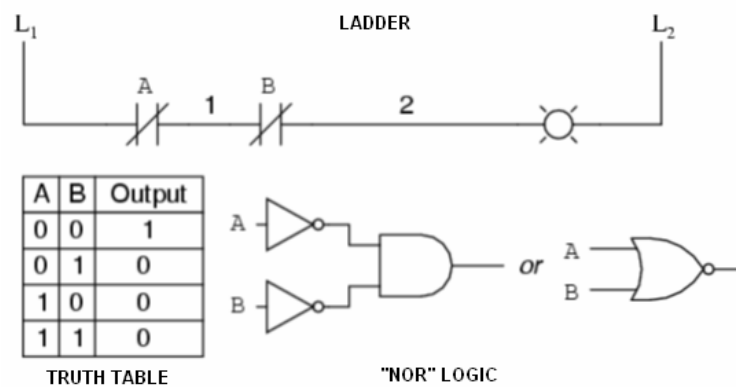 L1 LADDER L2
A 1 B 2
A B Output
0 0 1
0 1 0
1 0 0
1 1 0
A
B
or
A
B
TRUTH TABLE
"NOR" LOGIC